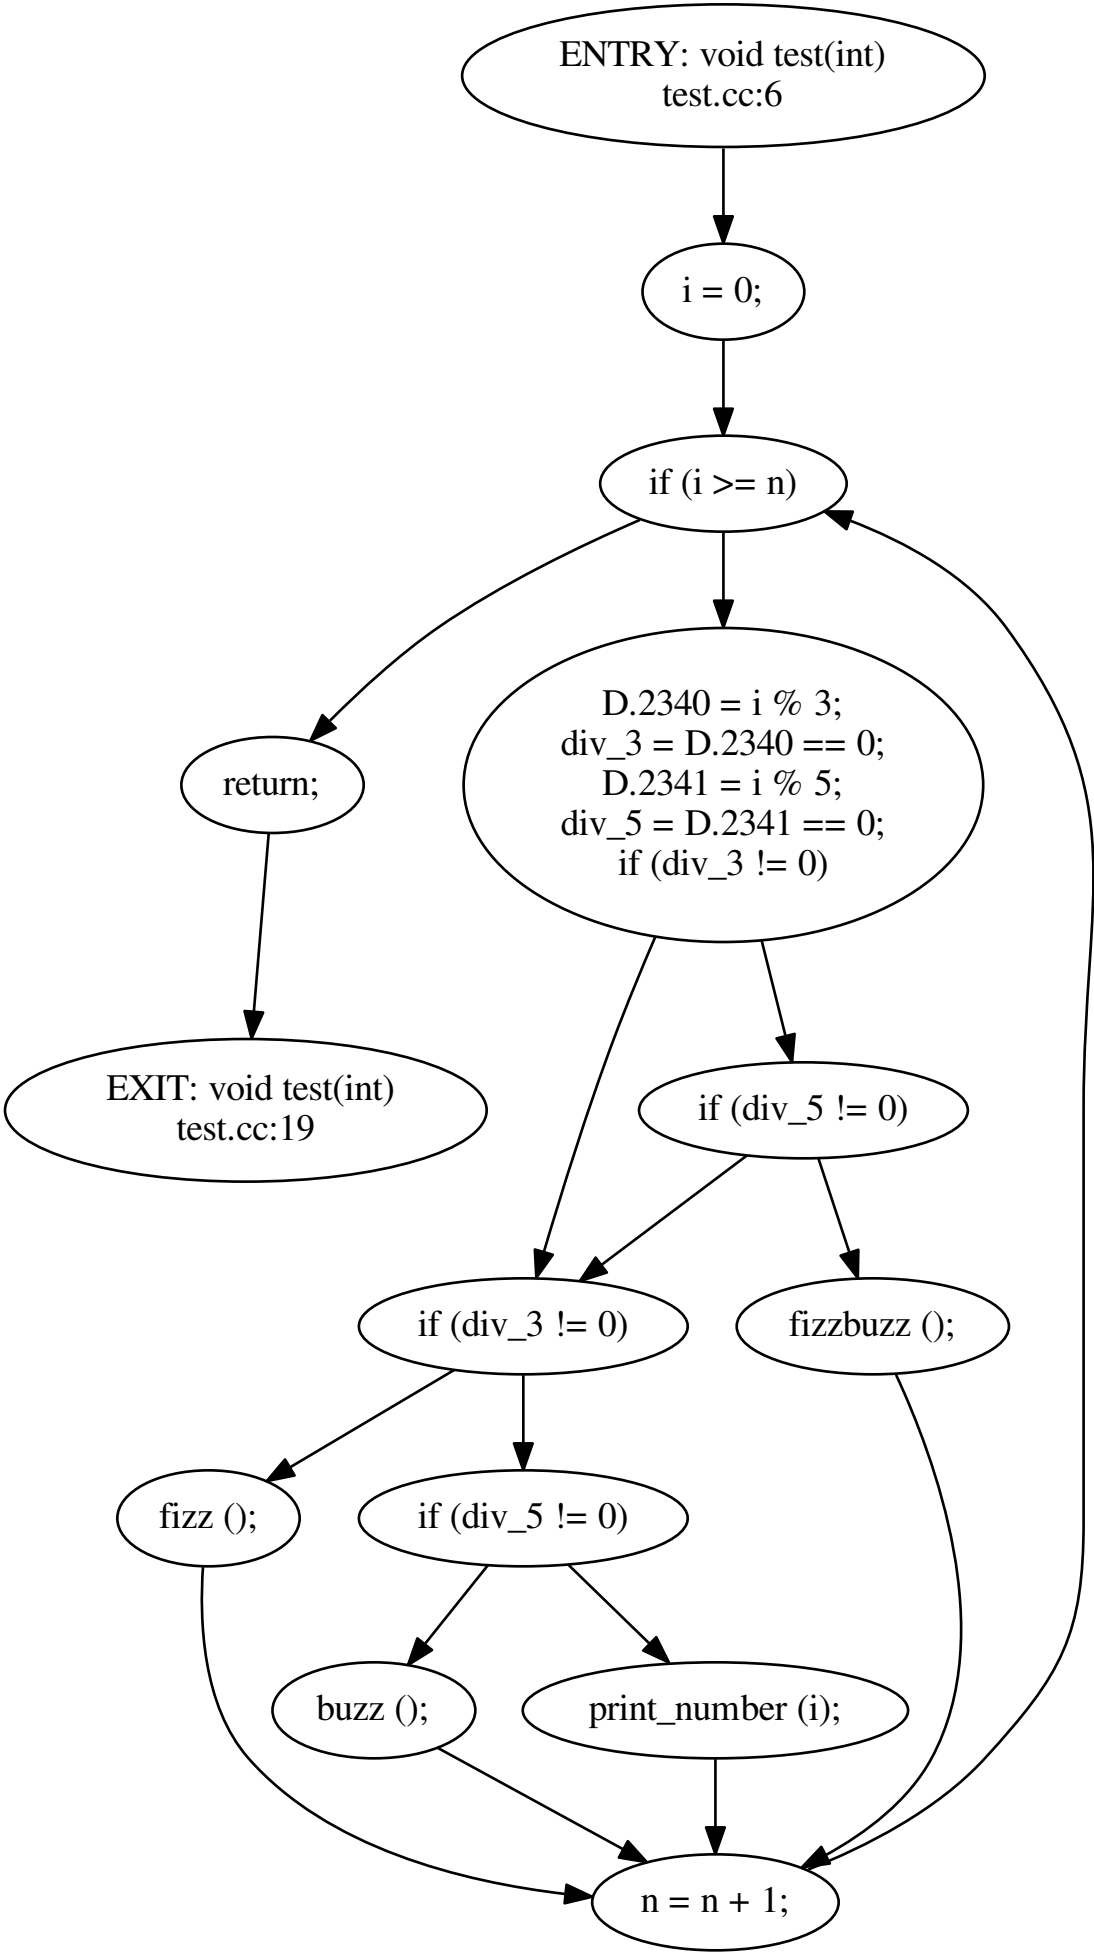 ENTRY: void test(int)
test.cc:6
i = 0;
if (i >= n)
return;
D.2340 = i % 3;
div_3 = D.2340 == 0;
D.2341 = i % 5;
div_5 = D.2341 == 0;
if (div_3 != 0)
EXIT: void test(int)
test.cc:19
if (div_5 != 0)
if (div_3 != 0)
fizzbuzz ();
fizz ();
if (div_5 != 0)
buzz ();
print_number (i);
n = n + 1;